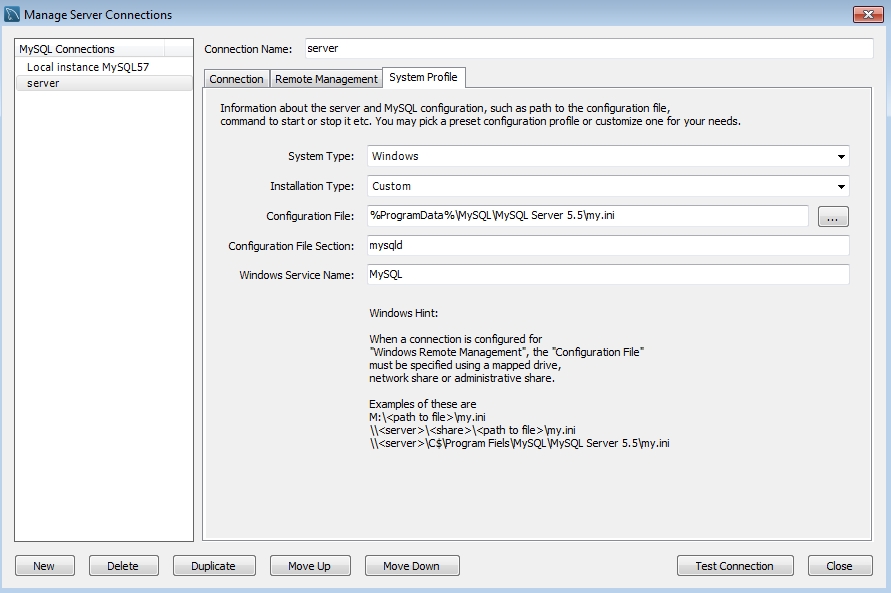 Manage Server Connections
MySQL Connections
Local instance MySQL57
server
Connection Name: server
Connection Remote Management System Profile
Information about the server and MySQL configuration, such as path to the configuration file,
command to start or stop it etc. You may pick a preset configuration profile or customize one for your needs.
System Type: Windows
Installation Type: Custom
Configuration File: %ProgramData%\MySQL\MySQL Server 5.5\my.ini ...
Configuration File Section: mysqld
Windows Service Name: MySQL
Windows Hint:
When a connection is configured for
"Windows Remote Management", the "Configuration File"
must be specified using a mapped drive,
network share or administrative share.
Examples of these are
M:\<path to file>\my.ini
\\<server>\<share>\<path to file>\my.ini
\\<server>\C$\Program Fiels\MySQL\MySQL Server 5.5\my.ini
New Delete Duplicate Move Up Move Down Test Connection Close